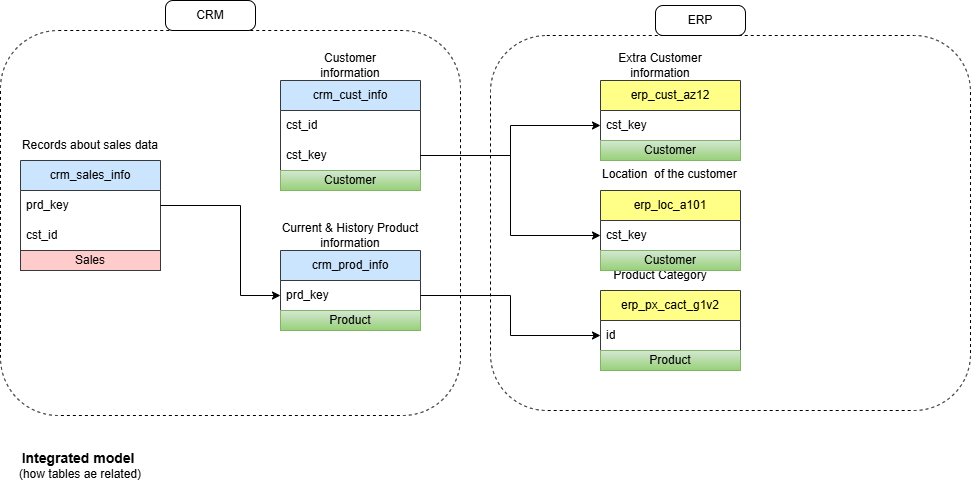 CRM
ERP
Customer
information
crm_cust_info
cst_id
cst_key
Customer
Records about sales data
crm_sales_info
prd_key
cst_id
Sales
Current & History Product
information
crm_prod_info
prd_key
Product
Extra Customer
information
erp_cust_az12
cst_key
Customer
Location of the customer
erp_loc_a101
cst_key
Customer
Product Category
erp_px_cact_g1v2
id
Product
Integrated model
(how tables ae related)